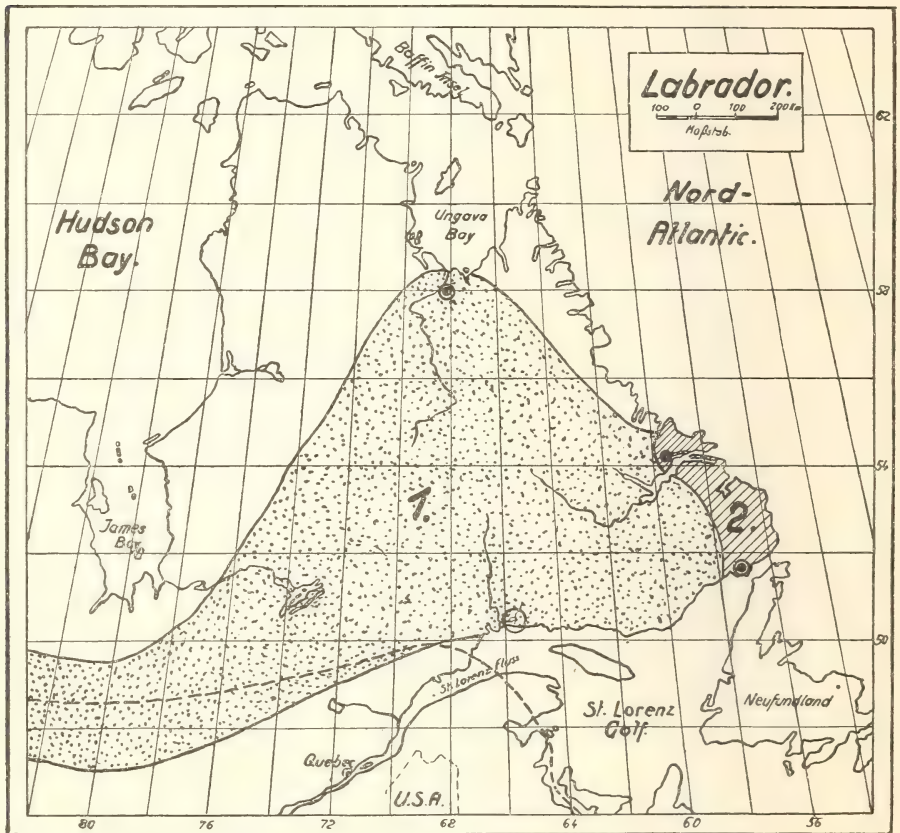 Baffin Insel
Labrador.
100 0 100 200 Km
Maßstab.
62
Nord-
Atlantic.
Hudson
Bay.
Ungava
Bay
58
54
1.
2.
James
Bay
50
St. Lorenz Fluss
St. Lorenz
Golf.
Neufundland
Quebec
U.S.A.
80 76 72 68 64 60 56